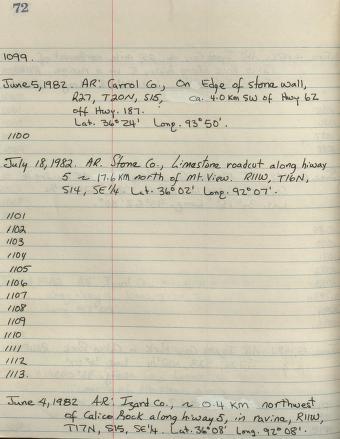 72
1099.
June 5, 1982. AR: Carrol Co., On Edge of stone wall,
R27, T20N, S15, ca. 4.0 km SW of Hwy 62
off Hwy. 187.
Lat. 36°24' Long. 93°50'.
1100
July 18, 1982. AR. Stone Co., Limestone roadcut along hiway
5 ~ 17.6 km north of Mt. View. R11W, T16N,
S14, SE¼. Lat. 36°02' Long. 92°07'.
1101
1102
1103
1104
1105
1106
1107
1108
1109
1110
1111
1112
1113.
June 4, 1982 AR: Izard Co., ~ 0.4 km northwest
of Calico Rock along hiway 5, in ravine, R11W,
T17N, S15, SE¼. Lat. 36°08' Long. 92°08'.